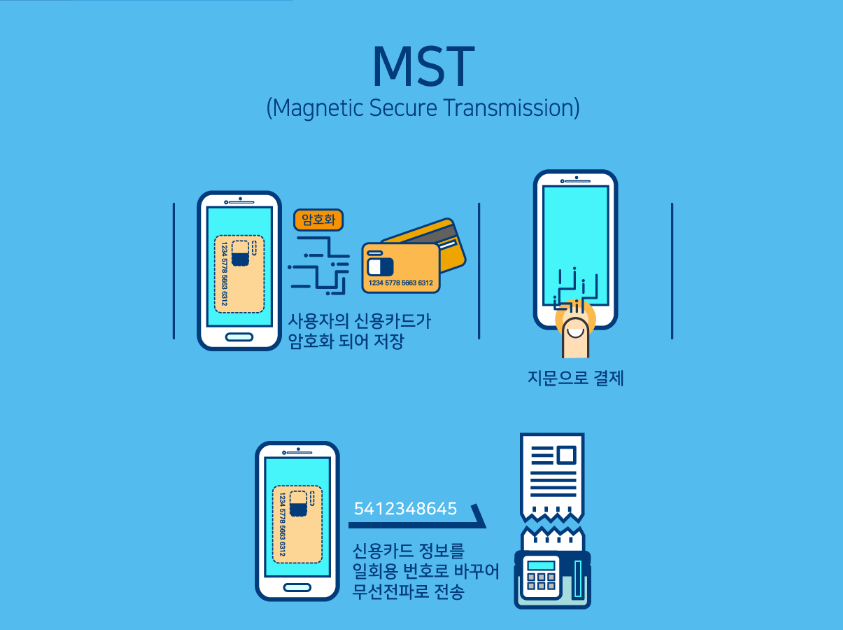 MST
(Magnetic Secure Transmission)
암호화
1234 5778 5663 0312
1234 5778 5663 6312
사용자의 신용카드가
암호화 되어 저장
지문으로 결제
1234 5778 5663 0312
5412348645
신용카드 정보를
일회용 번호로 바꾸어
무선전파로 전송